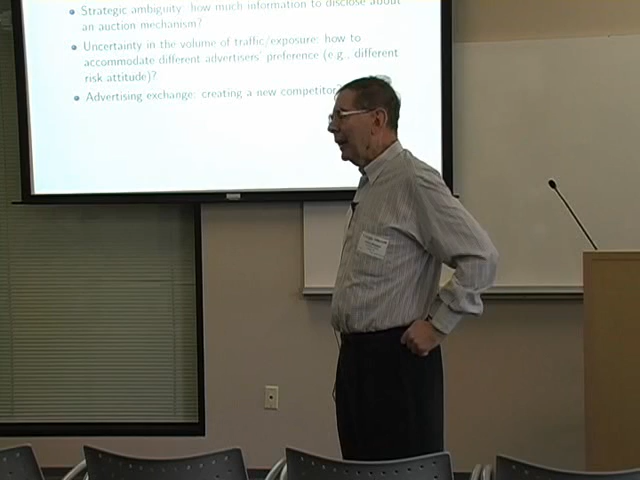 Strategic ambiguity: how much information to disclose about
an auction mechanism?
Uncertainty in the volume of traffic/exposure: how to
accommodate different advertisers' preference (e.g., different
risk attitude)?
Advertising exchange: creating a new competitor